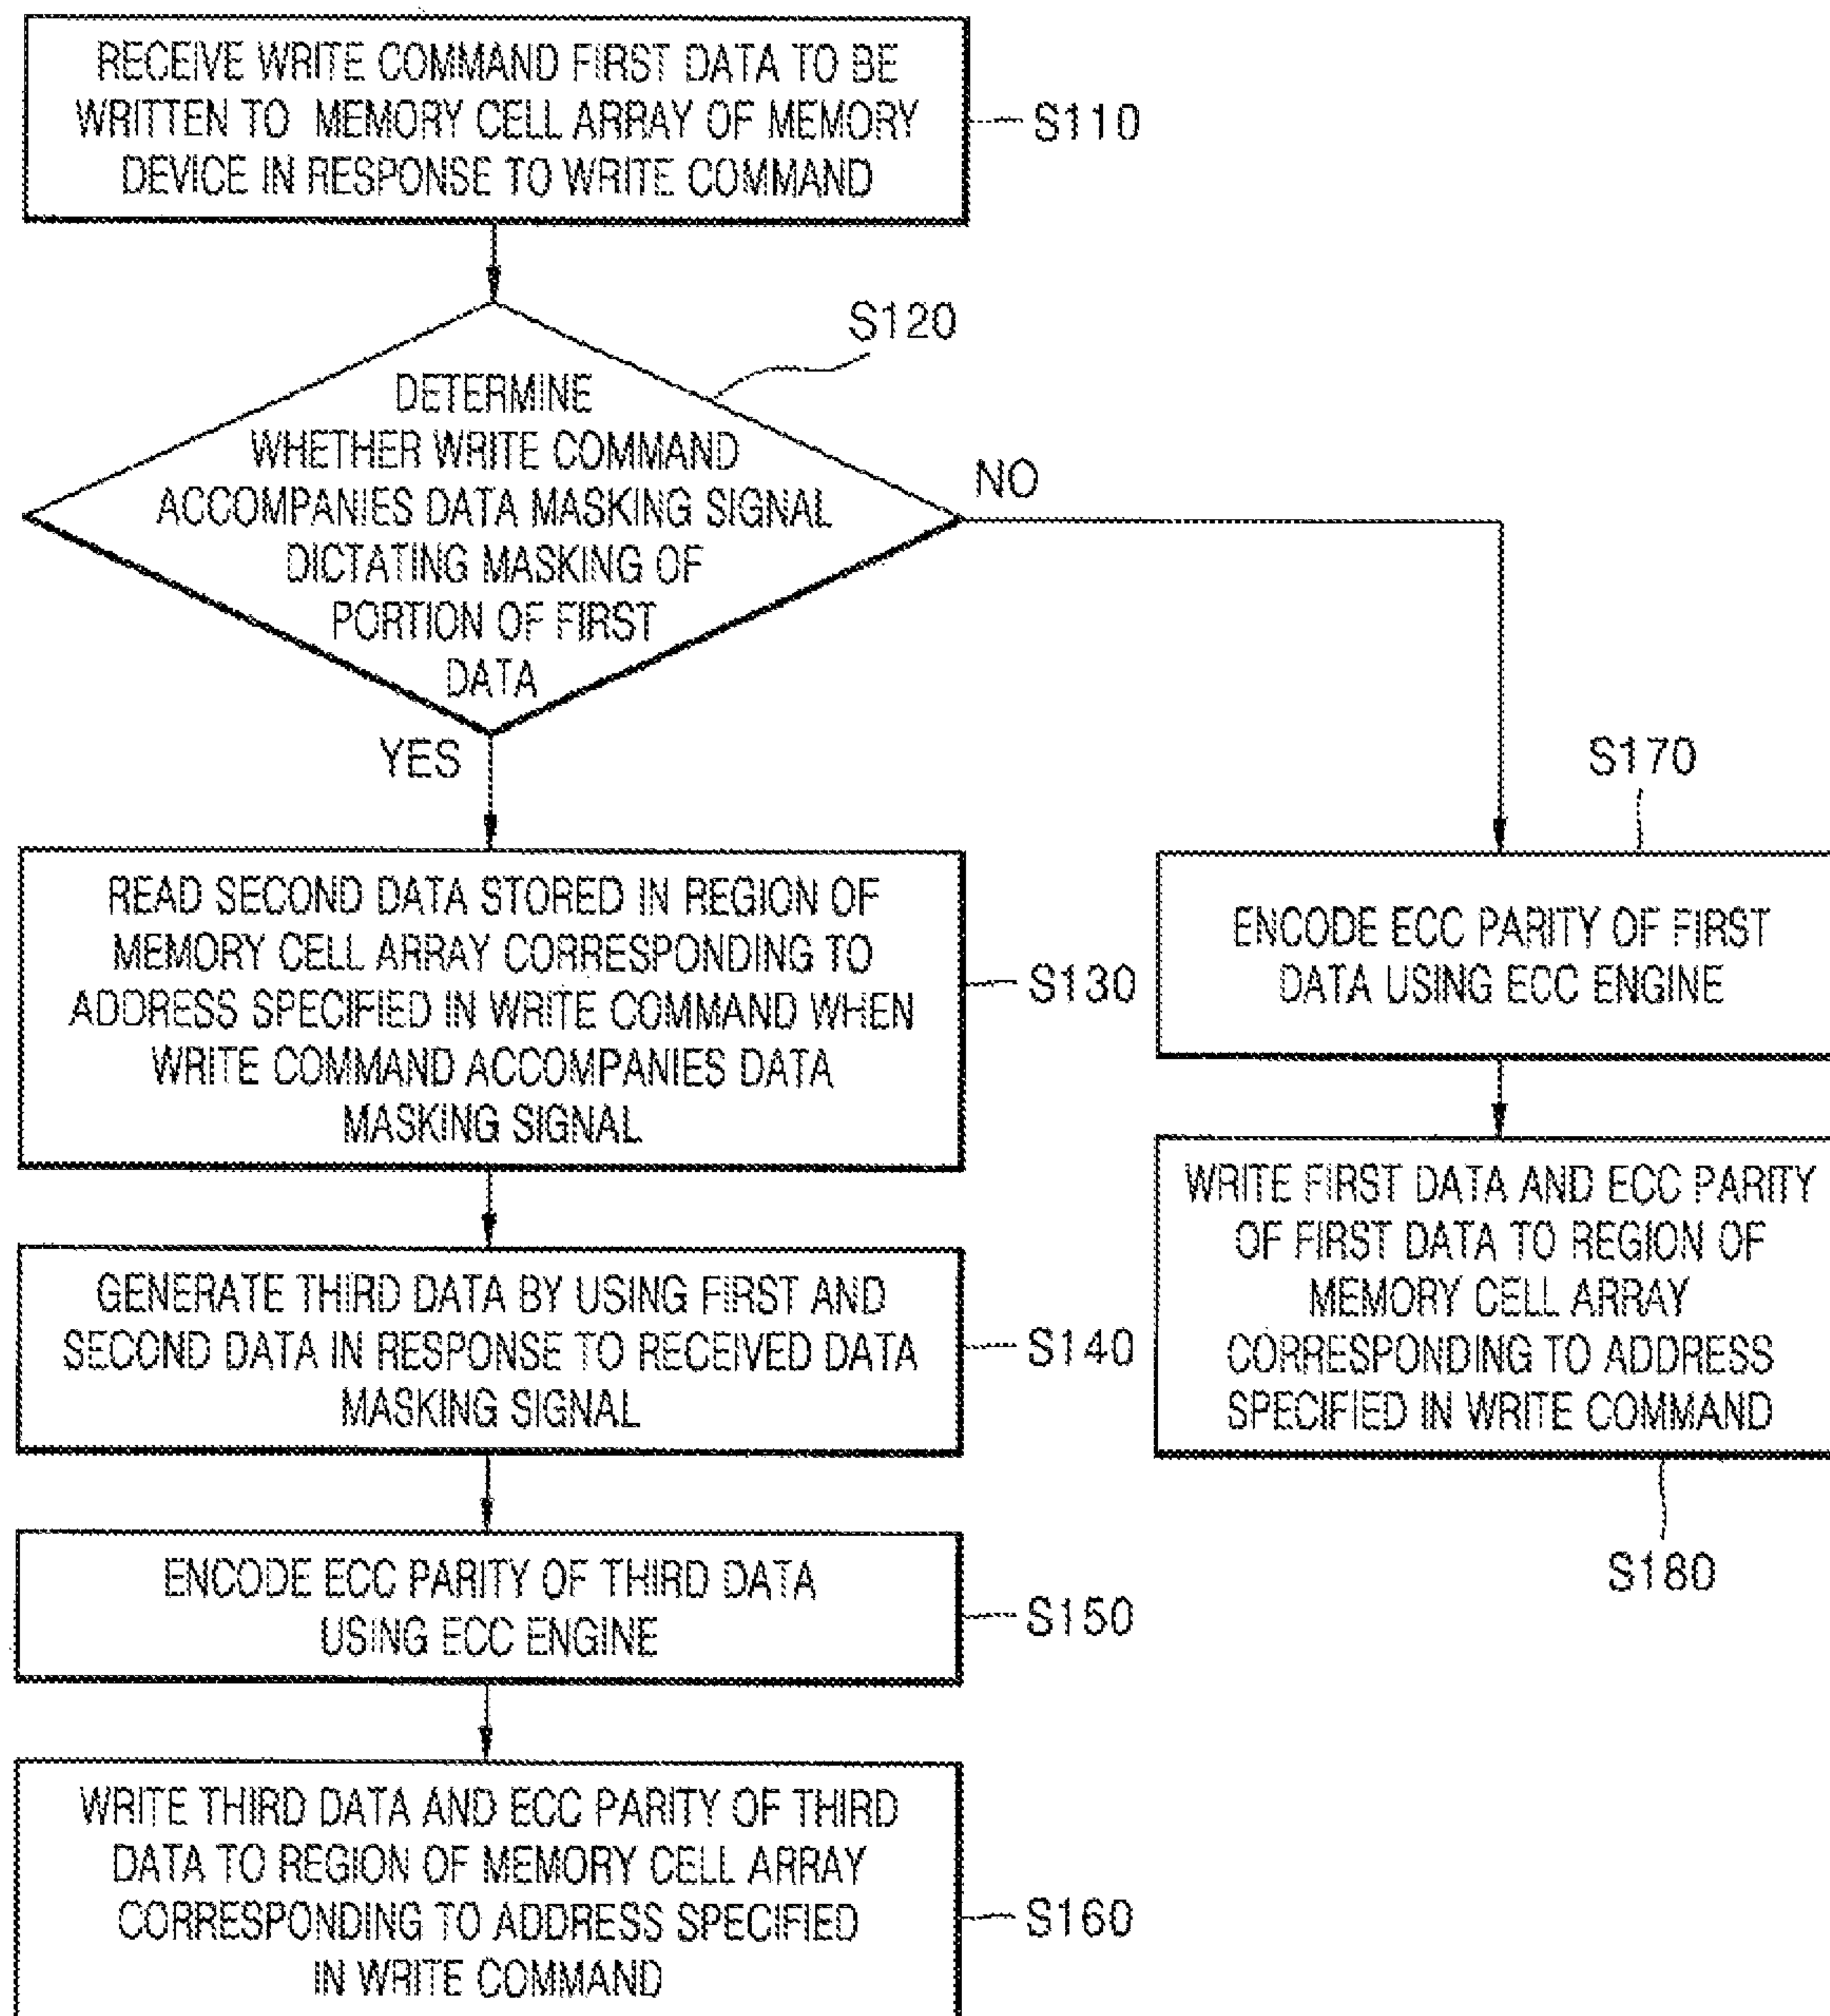 RECEIVE WRITE COMMAND FIRST DATA TO BE
WRITTEN TO MEMORY CELL ARRAY OF MEMORY
DEVICE IN RESPONSE TO WRITE COMMAND
S110
S120
DETERMINE
WHETHER WRITE COMMAND
ACCOMPANIES DATA MASKING SIGNAL
DICTATING MASKING OF
PORTION OF FIRST
DATA
NO
YES
READ SECOND DATA STORED IN REGION OF
MEMORY CELL ARRAY CORRESPONDING TO
ADDRESS SPECIFIED IN WRITE COMMAND WHEN
WRITE COMMAND ACCOMPANIES DATA
MASKING SIGNAL
S130
GENERATE THIRD DATA BY USING FIRST AND
SECOND DATA IN RESPONSE TO RECEIVED DATA
MASKING SIGNAL
S140
ENCODE ECC PARITY OF THIRD DATA
USING ECC ENGINE
S150
WRITE THIRD DATA AND ECC PARITY OF THIRD
DATA TO REGION OF MEMORY CELL ARRAY
CORRESPONDING TO ADDRESS SPECIFIED
IN WRITE COMMAND
S160
S170
ENCODE ECC PARITY OF FIRST
DATA USING ECC ENGINE
WRITE FIRST DATA AND ECC PARITY
OF FIRST DATA TO REGION OF
MEMORY CELL ARRAY
CORRESPONDING TO ADDRESS
SPECIFIED IN WRITE COMMAND
S180